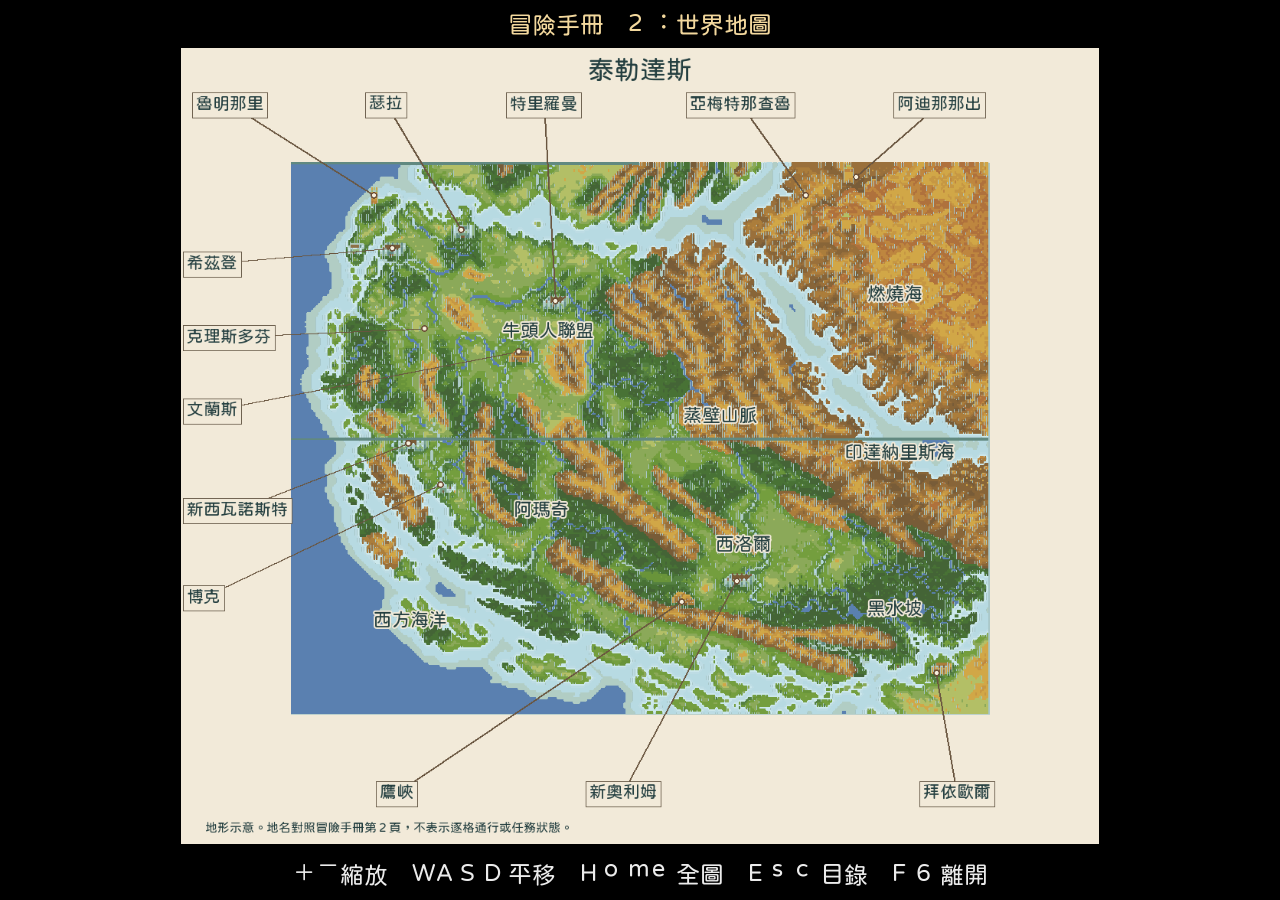 冒險手冊　２：世界地圖
泰勒達斯
魯明那里
瑟拉
特里羅曼
亞梅特那查魯
阿迪那那出
希茲登
燃燒海
克理斯多芬
牛頭人聯盟
文蘭斯
蒸壁山脈
印達納里斯海
新西瓦諾斯特
阿瑪奇
西洛爾
博克
黑水坡
西方海洋
鷹峽
新奧利姆
拜依歐爾
地形示意。地名對照冒險手冊第２頁，不表示逐格通行或任務狀態。
＋－縮放　ＷＡＳＤ平移　Ｈｏｍｅ全圖　Ｅｓｃ目錄　Ｆ６離開